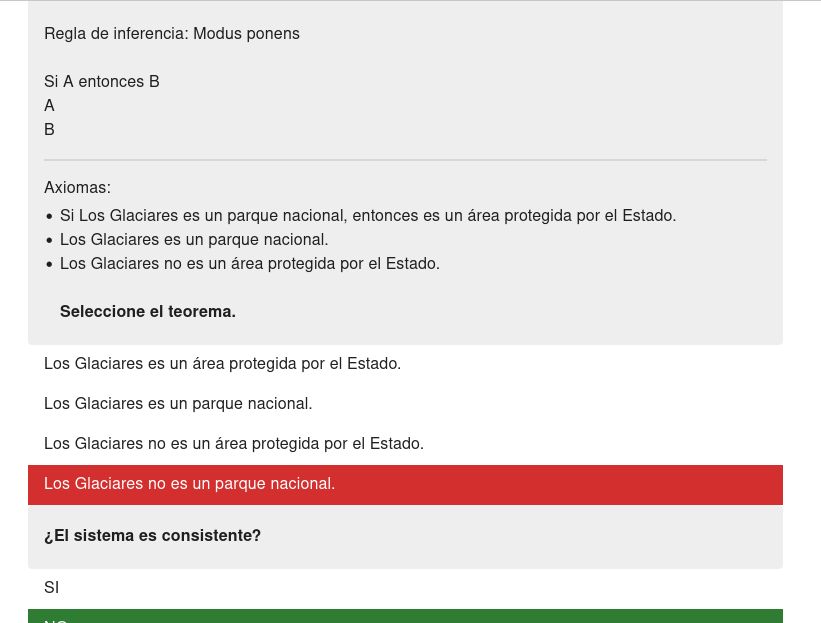 Regla de inferencia: Modus ponens
Si A entonces B
A
B
Axiomas:
• Si Los Glaciares es un parque nacional, entonces es un área protegida por el Estado.
• Los Glaciares es un parque nacional.
• Los Glaciares no es un área protegida por el Estado.
Seleccione el teorema.
Los Glaciares es un área protegida por el Estado.
Los Glaciares es un parque nacional.
Los Glaciares no es un área protegida por el Estado.
Los Glaciares no es un parque nacional.
¿El sistema es consistente?
SI